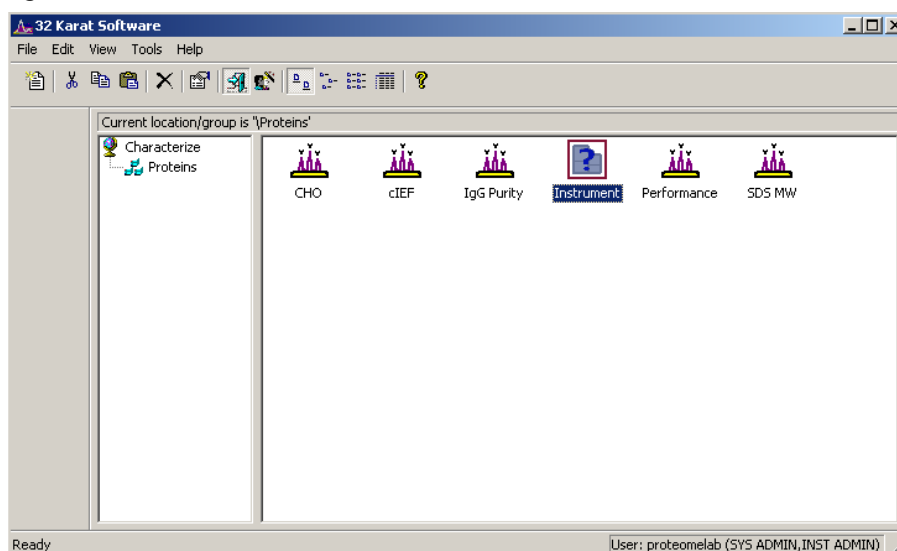 32 Karat Software
File Edit View Tools Help
Current location/group is '\Proteins'
Characterize
Proteins
CHO cIEF IgG Purity Instrument Performance SDS MW
Ready User: proteomelab (SYS ADMIN,INST ADMIN)